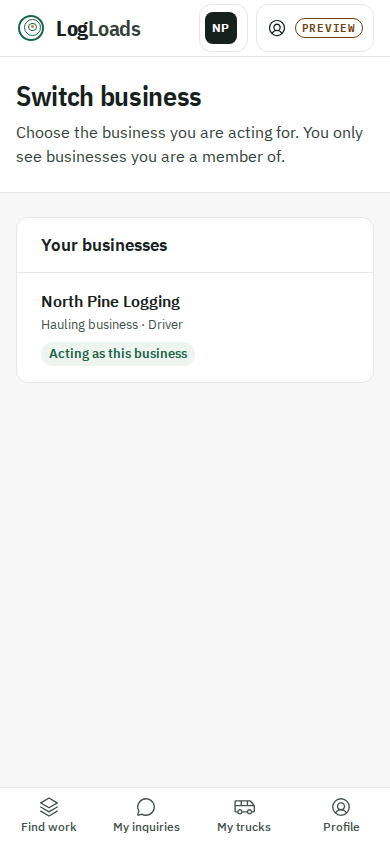 LogLoads
NP
PREVIEW
Switch business
Choose the business you are acting for. You only
see businesses you are a member of.
Your businesses
North Pine Logging
Hauling business · Driver
Acting as this business
Find work
My inquiries
My trucks
Profile